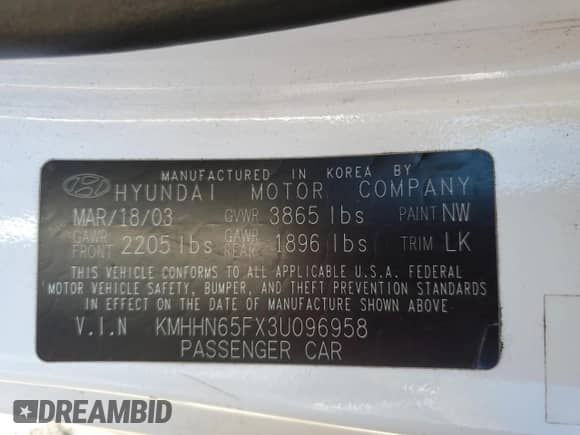 MANUFACTURED IN KOREA BY
HYUNDAI MOTOR COMPANY
MAR/18/03 GVWR 3865 lbs PAINT NW
GAWR FRONT 2205 lbs GAWR REAR 1896 lbs TRIM LK
THIS VEHICLE CONFORMS TO ALL APPLICABLE U.S.A. FEDERAL
MOTOR VEHICLE SAFETY, BUMPER, AND THEFT PREVENTION STANDARDS
IN EFFECT ON THE DATE OF MANUFACTURE SHOWN ABOVE.
V.I.N KMHHN65FX3U096958
PASSENGER CAR
DREAMBID